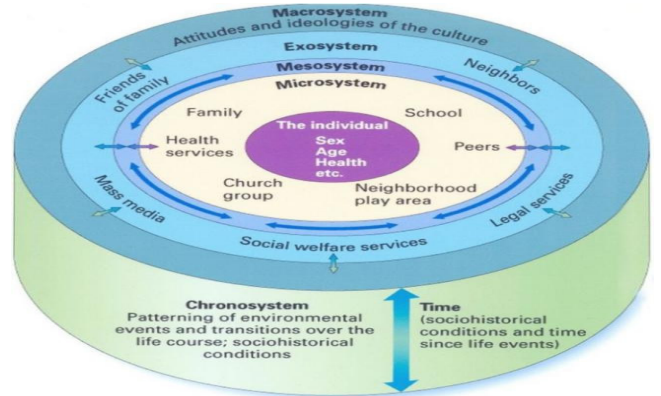 Macrosystem
Attitudes and ideologies of the culture
Exosystem
Mesosystem
Microsystem
Friends
of family
Neighbors
Family
School
The individual
Sex
Age
Health
etc.
Health
services
Peers
Church
group
Neighborhood
play area
Mass media
Legal services
Social welfare services
Chronosystem
Patterning of environmental
events and transitions over the
life course; sociohistorical
conditions
Time
(sociohistorical
conditions and time
since life events)